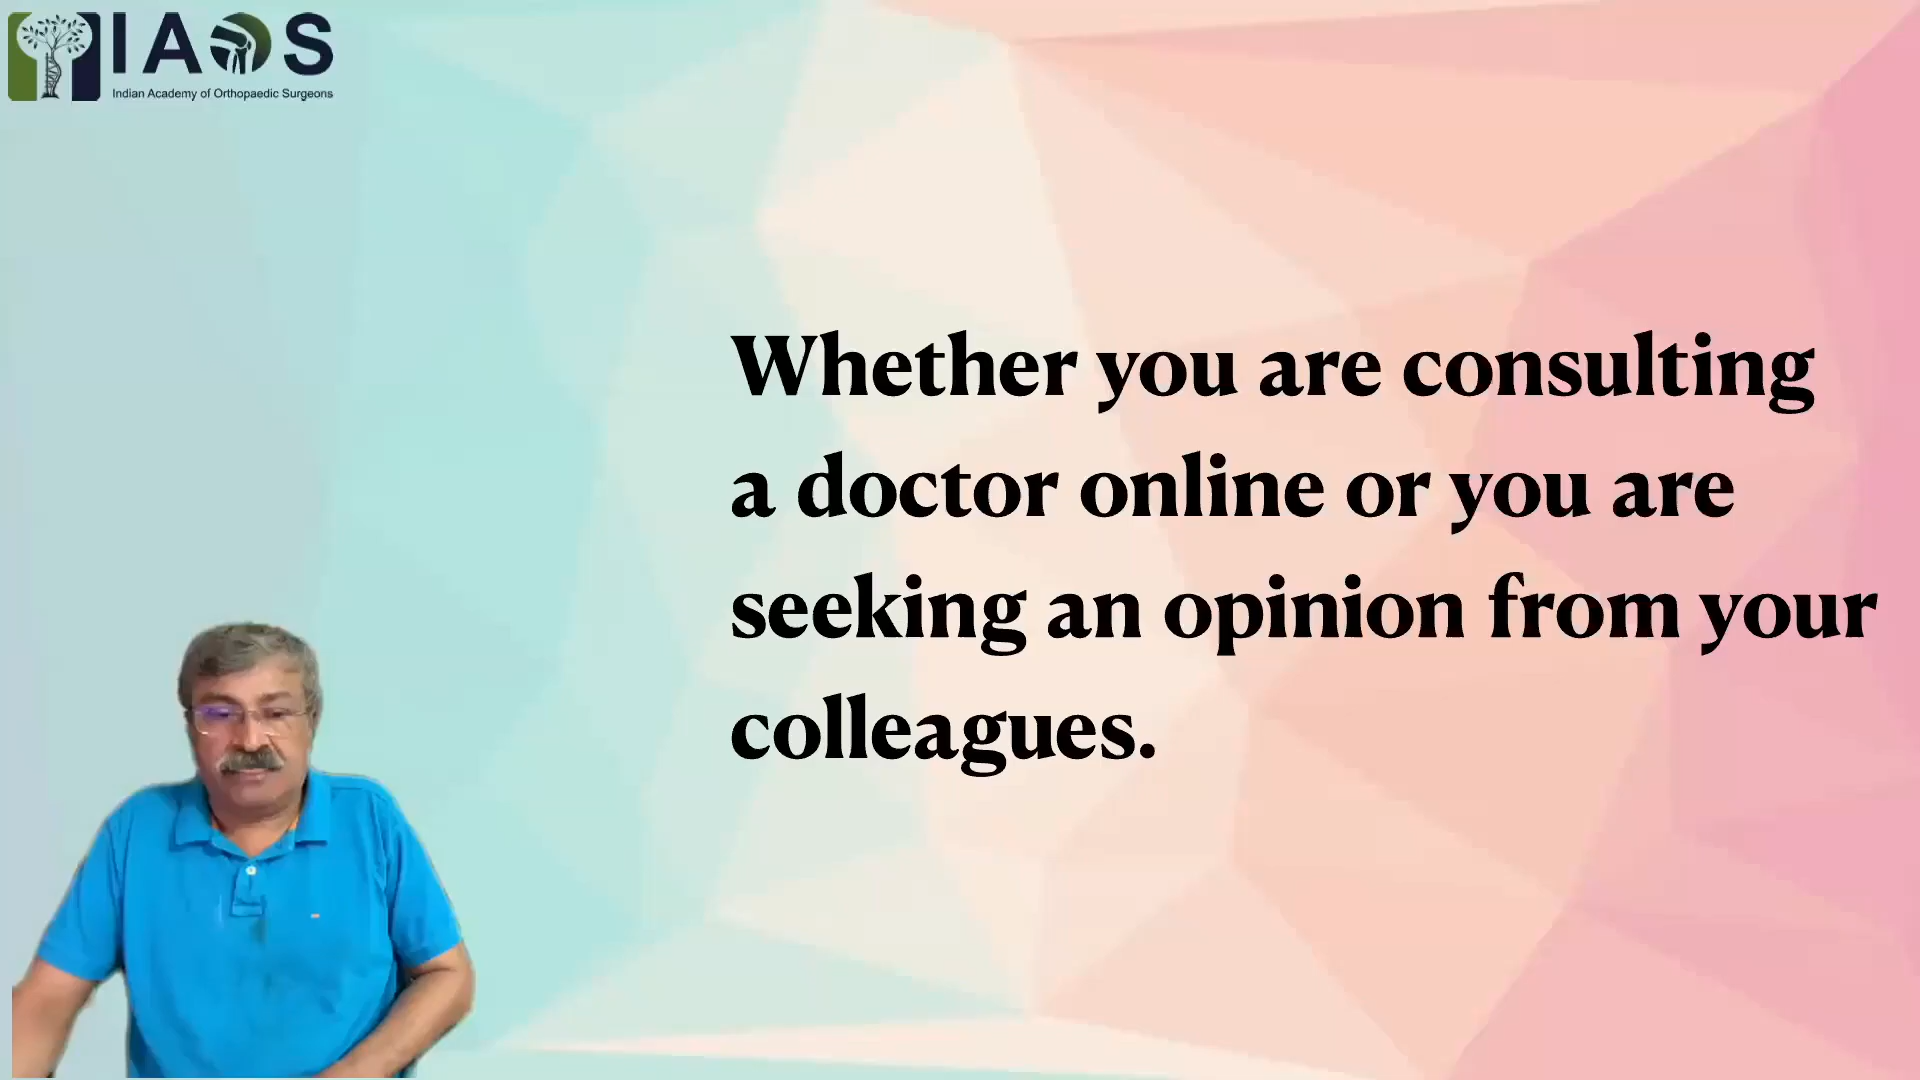 IAOS
Indian Academy of Orthopaedic Surgeons
Whether you are consulting
a doctor online or you are
seeking an opinion from your
colleagues.